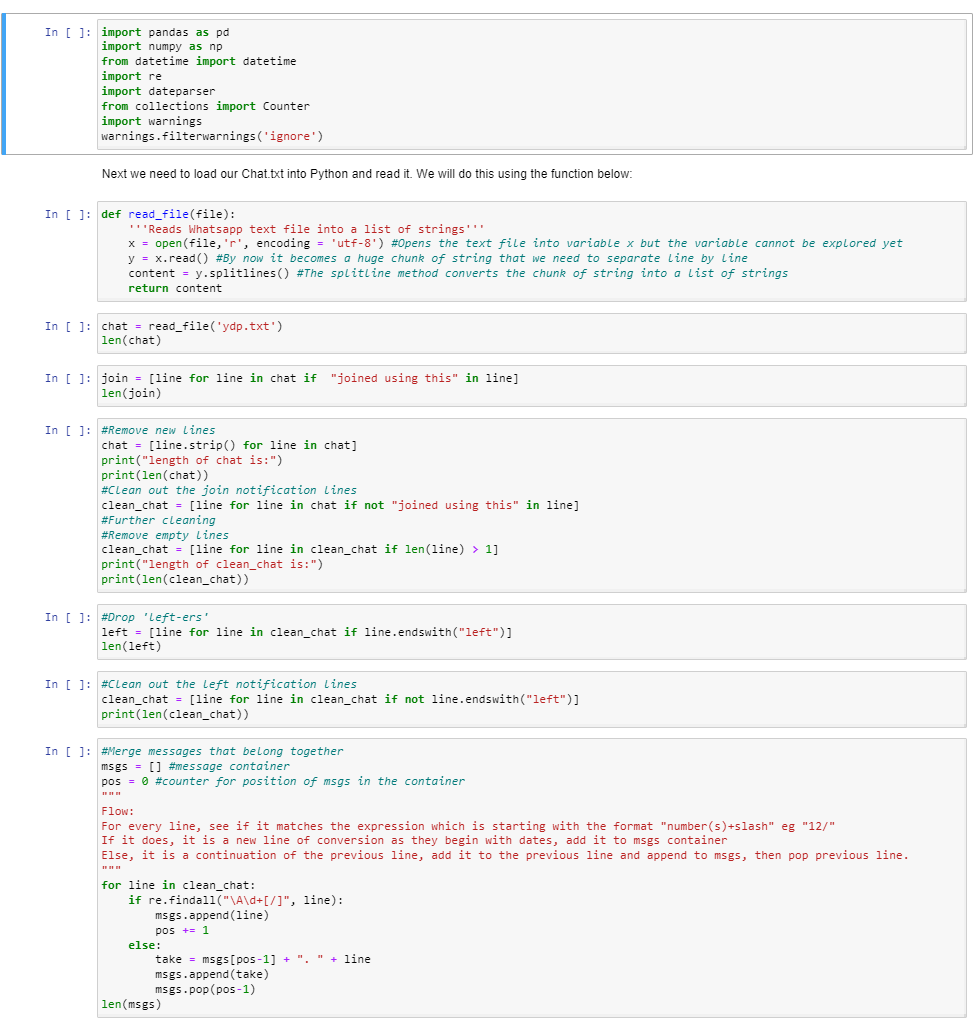 In [ ]: import pandas as pd
import numpy as np
from datetime import datetime
import re
import dateparser
from collections import Counter
import warnings
warnings.filterwarnings('ignore')
Next we need to load our Chat.txt into Python and read it. We will do this using the function below:
In [ ]: def read_file(file):
    '''Reads Whatsapp text file into a list of strings'''
    x = open(file,'r', encoding = 'utf-8') #Opens the text file into variable x but the variable cannot be explored yet
    y = x.read() #By now it becomes a huge chunk of string that we need to separate line by line
    content = y.splitlines() #The splitline method converts the chunk of string into a list of strings
    return content
In [ ]: chat = read_file('ydp.txt')
len(chat)
In [ ]: join = [line for line in chat if  "joined using this" in line]
len(join)
In [ ]: #Remove new lines
chat = [line.strip() for line in chat]
print("length of chat is:")
print(len(chat))
#Clean out the join notification lines
clean_chat = [line for line in chat if not "joined using this" in line]
#Further cleaning
#Remove empty lines
clean_chat = [line for line in clean_chat if len(line) > 1]
print("length of clean_chat is:")
print(len(clean_chat))
In [ ]: #Drop 'left-ers'
left = [line for line in clean_chat if line.endswith("left")]
len(left)
In [ ]: #Clean out the left notification lines
clean_chat = [line for line in clean_chat if not line.endswith("left")]
print(len(clean_chat))
In [ ]: #Merge messages that belong together
msgs = [] #message container
pos = 0 #counter for position of msgs in the container
"""
Flow:
For every line, see if it matches the expression which is starting with the format "number(s)+slash" eg "12/"
If it does, it is a new line of conversion as they begin with dates, add it to msgs container
Else, it is a continuation of the previous line, add it to the previous line and append to msgs, then pop previous line.
"""
for line in clean_chat:
    if re.findall("\A\d+[/]", line):
        msgs.append(line)
        pos += 1
    else:
        take = msgs[pos-1] + ". " + line
        msgs.append(take)
        msgs.pop(pos-1)
len(msgs)